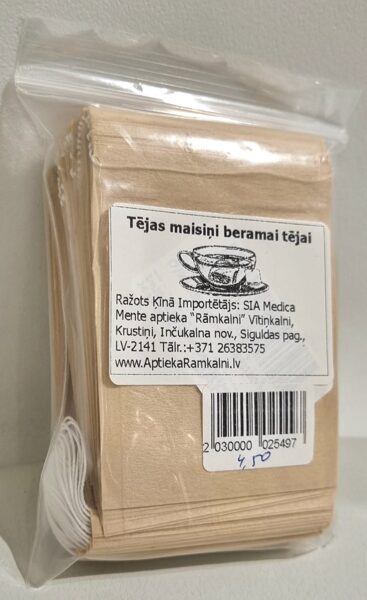 Tējas maisiņi beramai tējai
Ražots Ķīnā Importētājs: SIA Medica
Mente aptieka "Rāmkalni" Vītiņkalni,
Krustiņi, Inčukalna nov., Siguldas pag.,
LV-2141 Tālr.:+371 26383575
www.AptiekaRamkalni.lv
2 030000 025497
4,50